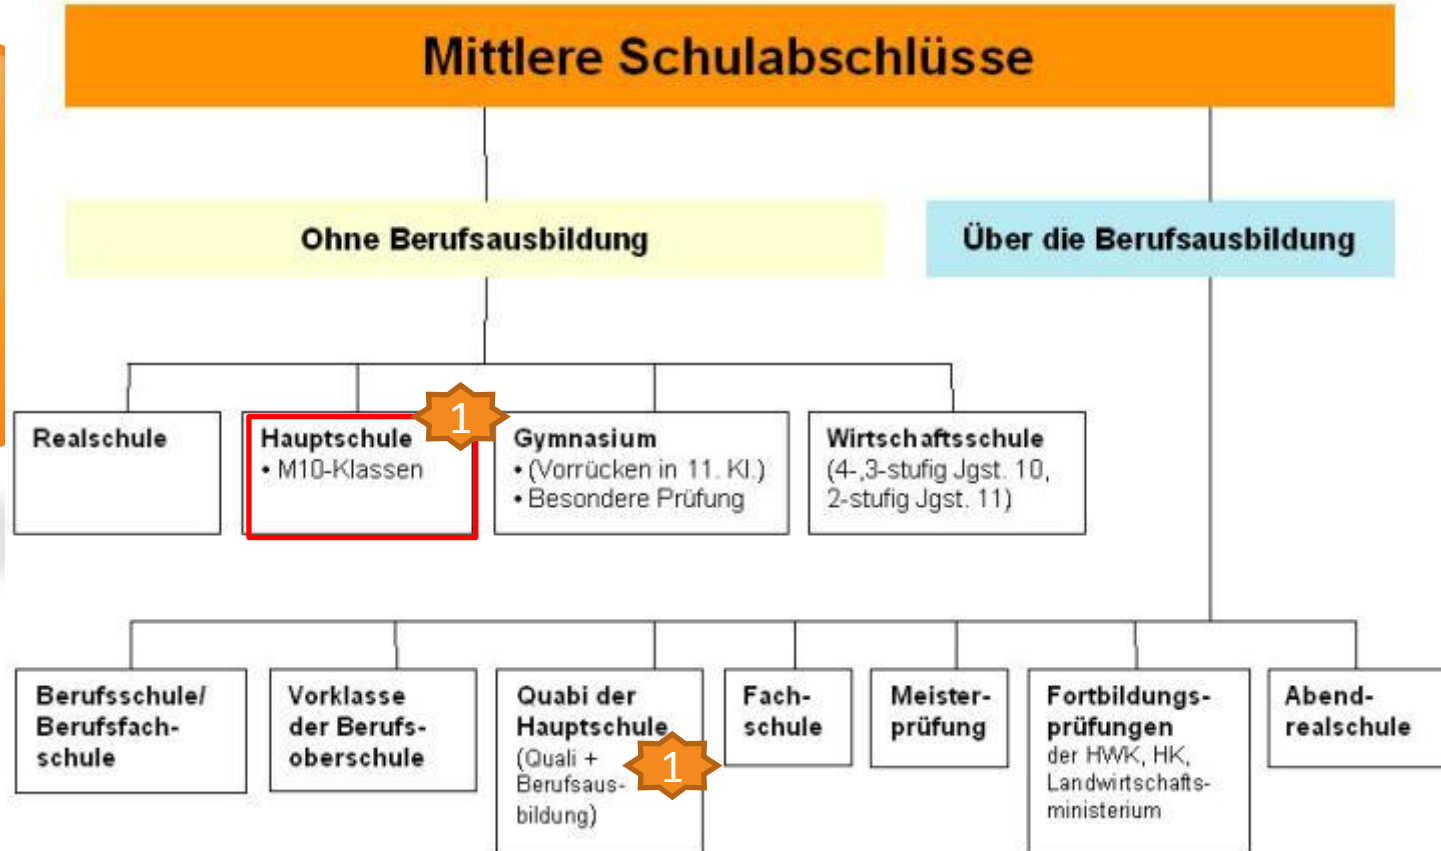 Mittlere Schulabschlüsse
Ohne Berufsausbildung
Über die Berufsausbildung
Realschule
Hauptschule
• M10-Klassen
1
Gymnasium
• (Vorrücken in 11. Kl.)
• Besondere Prüfung
Wirtschaftsschule
(4-,3-stufig Jgst. 10,
2-stufig Jgst. 11)
Berufsschule/
Berufsfach-
schule
Vorklasse
der Berufs-
oberschule
Quabi der
Hauptschule
(Quali +
Berufsaus-
bildung)
1
Fach-
schule
Meister-
prüfung
Fortbildungs-
prüfungen
der HWK, HK,
Landwirtschafts-
ministerium
Abend-
realschule